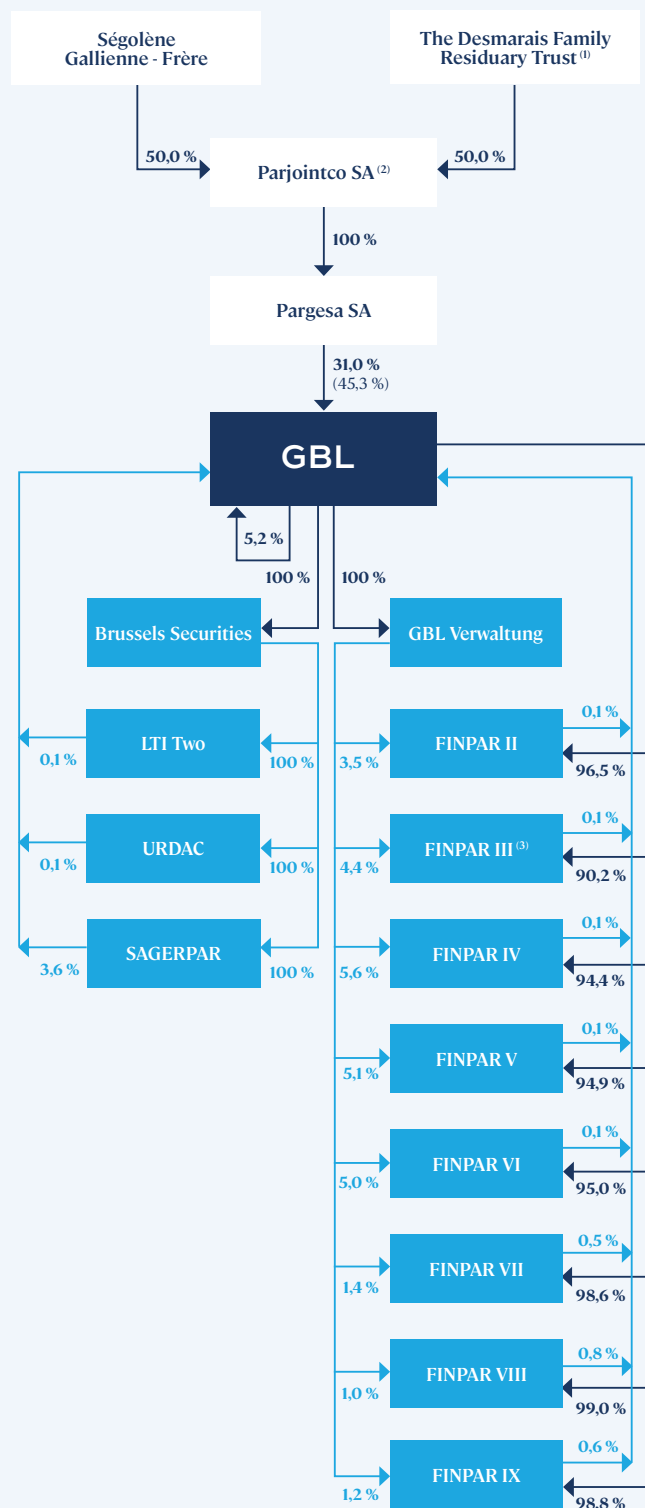 Ségolène
Gallienne - Frère
The Desmarais Family
Residuary Trust (1)
50,0 %
50,0 %
Parjointco SA (2)
100 %
Pargesa SA
31,0 %
(45,3 %)
GBL
5,2 %
100 %
100 %
Brussels Securities
GBL Verwaltung
LTI Two
0,1 %
100 %
3,5 %
FINPAR II
0,1 %
96,5 %
URDAC
0,1 %
100 %
4,4 %
FINPAR III (3)
0,1 %
90,2 %
SAGERPAR
3,6 %
100 %
5,6 %
FINPAR IV
0,1 %
94,4 %
5,1 %
FINPAR V
0,1 %
94,9 %
5,0 %
FINPAR VI
0,1 %
95,0 %
1,4 %
FINPAR VII
0,5 %
98,6 %
1,0 %
FINPAR VIII
0,8 %
99,0 %
1,2 %
FINPAR IX
0,6 %
98,8 %